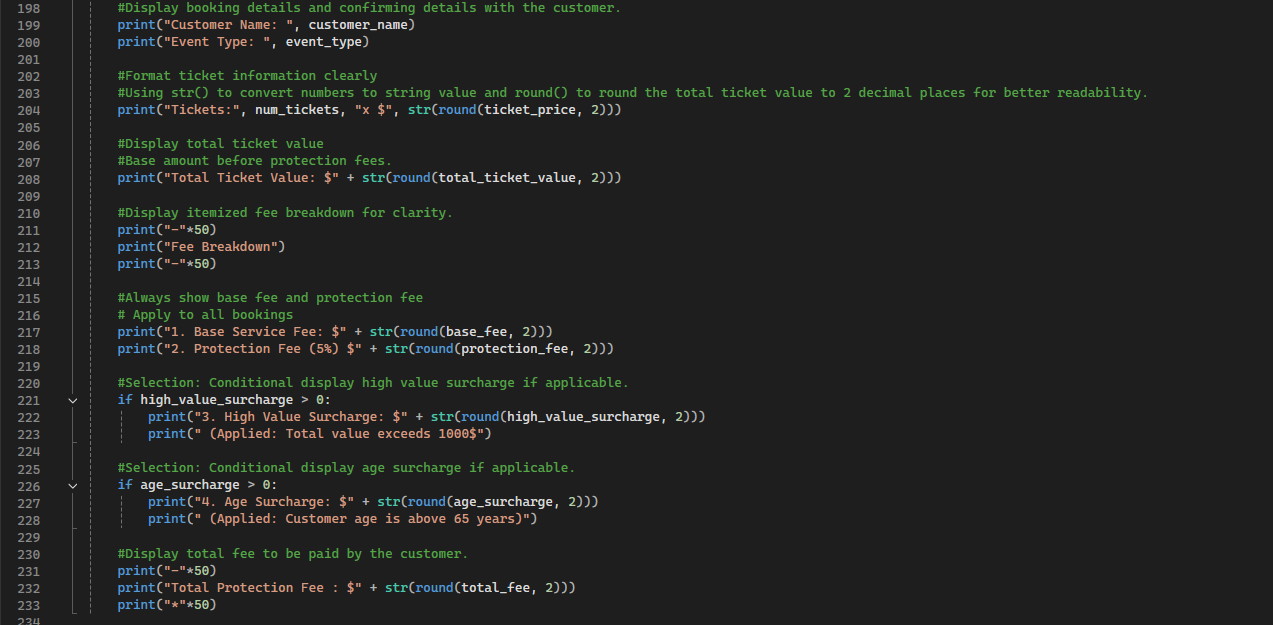 198 #Display booking details and confirming details with the customer.
199 print("Customer Name: ", customer_name)
200 print("Event Type: ", event_type)
201
202 #Format ticket information clearly
203 #Using str() to convert numbers to string value and round() to round the total ticket value to 2 decimal places for better readability.
204 print("Tickets:", num_tickets, "x $", str(round(ticket_price, 2)))
205
206 #Display total ticket value
207 #Base amount before protection fees.
208 print("Total Ticket Value: $" + str(round(total_ticket_value, 2)))
209
210 #Display itemized fee breakdown for clarity.
211 print("-"*50)
212 print("Fee Breakdown")
213 print("-"*50)
214
215 #Always show base fee and protection fee
216 # Apply to all bookings
217 print("1. Base Service Fee: $" + str(round(base_fee, 2)))
218 print("2. Protection Fee (5%) $" + str(round(protection_fee, 2)))
219
220 #Selection: Conditional display high value surcharge if applicable.
221 if high_value_surcharge > 0:
222 print("3. High Value Surcharge: $" + str(round(high_value_surcharge, 2)))
223 print(" (Applied: Total value exceeds 1000$")
224
225 #Selection: Conditional display age surcharge if applicable.
226 if age_surcharge > 0:
227 print("4. Age Surcharge: $" + str(round(age_surcharge, 2)))
228 print(" (Applied: Customer age is above 65 years)")
229
230 #Display total fee to be paid by the customer.
231 print("-"*50)
232 print("Total Protection Fee : $" + str(round(total_fee, 2)))
233 print("*"*50)
234